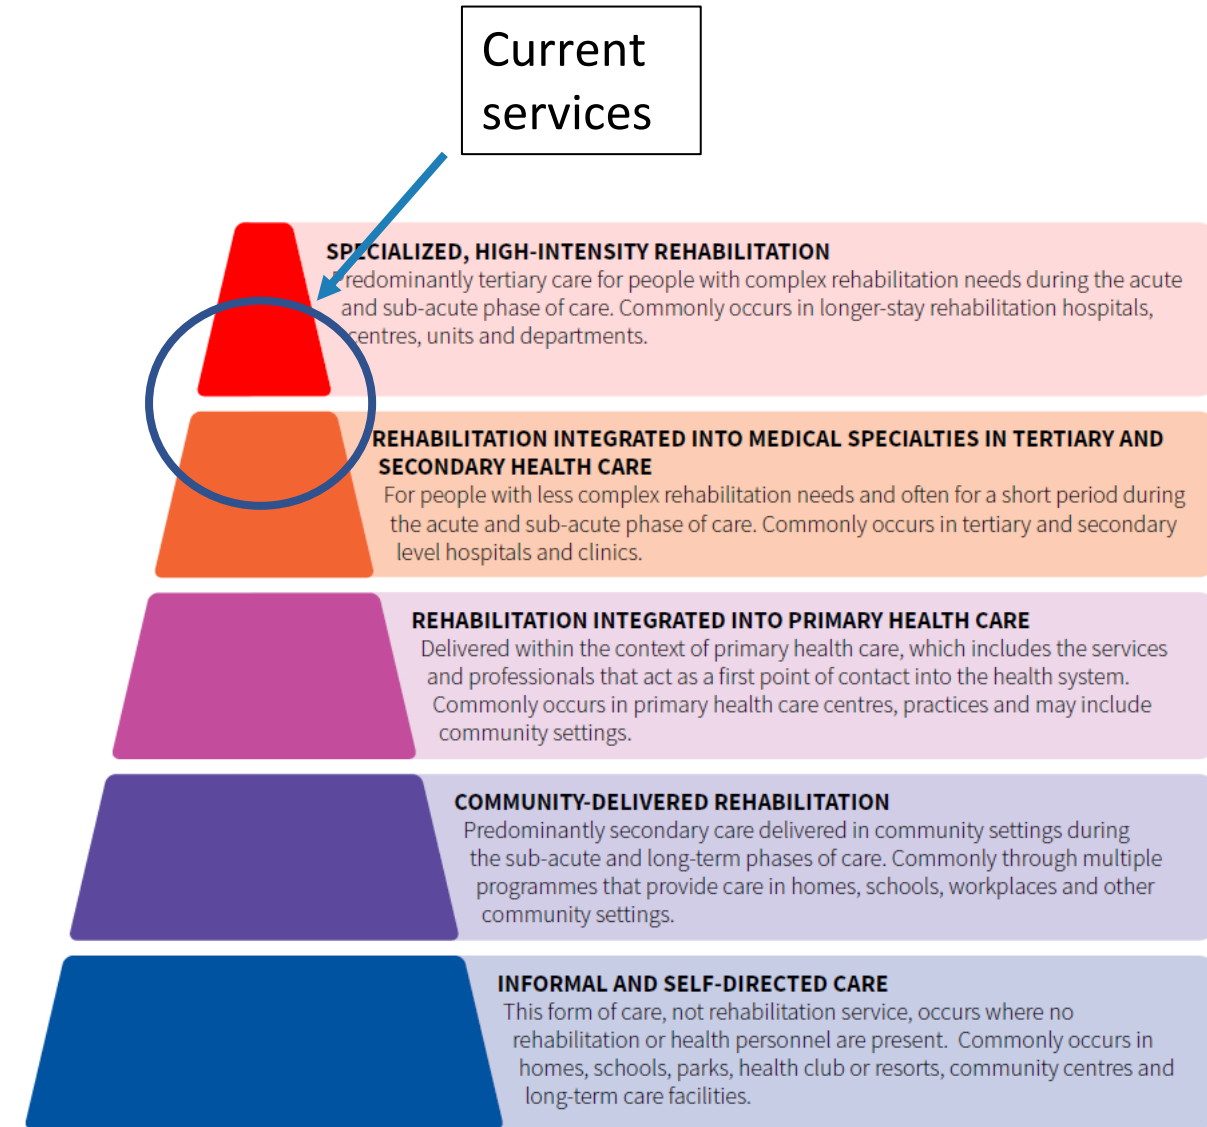 Current
services
SPECIALIZED, HIGH-INTENSITY REHABILITATION
Predominantly tertiary care for people with complex rehabilitation needs during the acute
and sub-acute phase of care. Commonly occurs in longer-stay rehabilitation hospitals,
centres, units and departments.
REHABILITATION INTEGRATED INTO MEDICAL SPECIALTIES IN TERTIARY AND
SECONDARY HEALTH CARE
For people with less complex rehabilitation needs and often for a short period during
the acute and sub-acute phase of care. Commonly occurs in tertiary and secondary
level hospitals and clinics.
REHABILITATION INTEGRATED INTO PRIMARY HEALTH CARE
Delivered within the context of primary health care, which includes the services
and professionals that act as a first point of contact into the health system.
Commonly occurs in primary health care centres, practices and may include
community settings.
COMMUNITY-DELIVERED REHABILITATION
Predominantly secondary care delivered in community settings during
the sub-acute and long-term phases of care. Commonly through multiple
programmes that provide care in homes, schools, workplaces and other
community settings.
INFORMAL AND SELF-DIRECTED CARE
This form of care, not rehabilitation service, occurs where no
rehabilitation or health personnel are present. Commonly occurs in
homes, schools, parks, health club or resorts, community centres and
long-term care facilities.